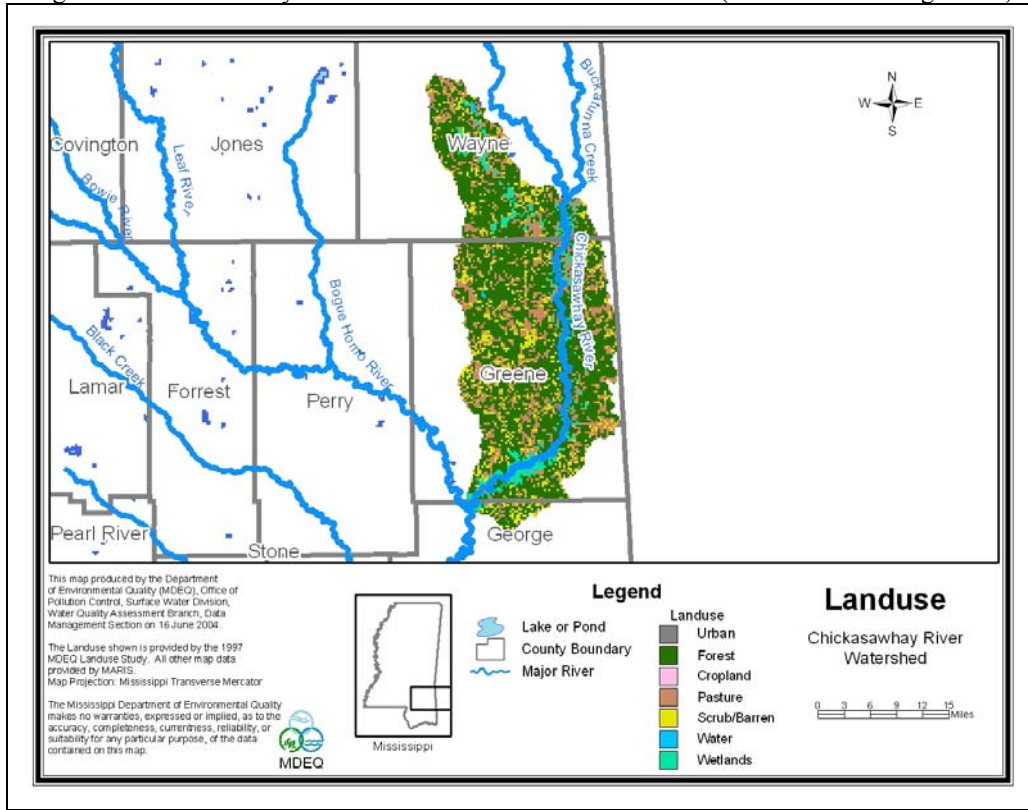 N
W E
S
Covington
Jones
Wayne
Buckatunna Creek
Leaf River
Bowie River
Chickasawhay River
Bogue Homo River
Black Creek
Greene
Lamar
Forrest
Perry
Pearl River
Stone
George
This map produced by the Department
of Environmental Quality (MDEQ), Office of
Pollution Control, Surface Water Division,
Water Quality Assessment Branch, Data
Management Section on 16 June 2004.
The Landuse shown is provided by the 1997
MDEQ Landuse Study. All other map data
provided by MARIS.
Map Projection: Mississippi Transverse Mercator
The Mississippi Department of Environmental Quality
makes no warranties, expressed or implied, as to the
accuracy, completeness, currentness, reliability, or
suitability for any particular purpose, of the data
contained on this map.
MDEQ
Mississippi
Legend
Lake or Pond
County Boundary
Major River
Landuse
Urban
Forest
Cropland
Pasture
Scrub/Barren
Water
Wetlands
Landuse
Chickasawhay River
Watershed
0 3 6 9 12 15
Miles